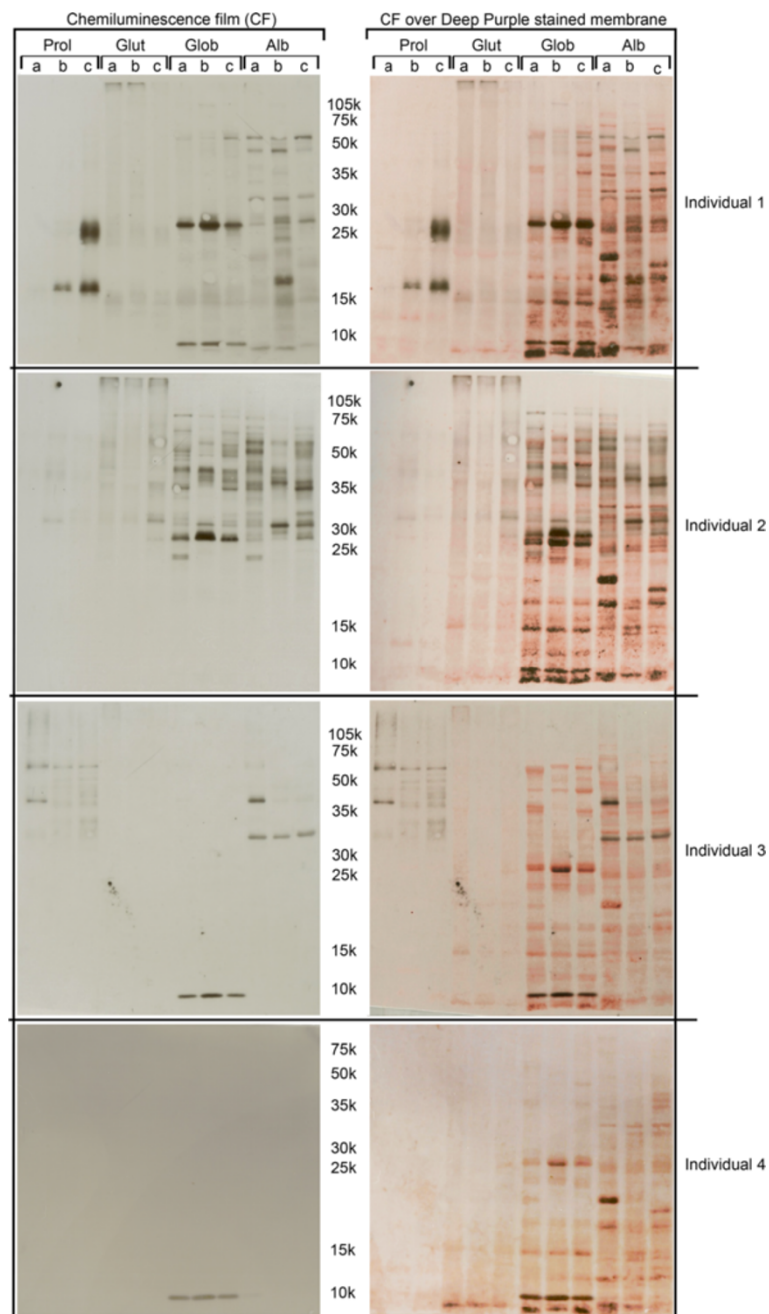 Chemiluminescence film (CF) CF over Deep Purple stained membrane
Prol Glut Glob Alb Prol Glut Glob Alb
a b c a b c a b c a b c a b c a b c a b c a b c
105k
75k
50k
35k
30k
25k
15k
10k
Individual 1
105k
75k
50k
35k
30k
25k
15k
10k
Individual 2
105k
75k
50k
35k
30k
25k
15k
10k
Individual 3
75k
50k
35k
30k
25k
15k
10k
Individual 4